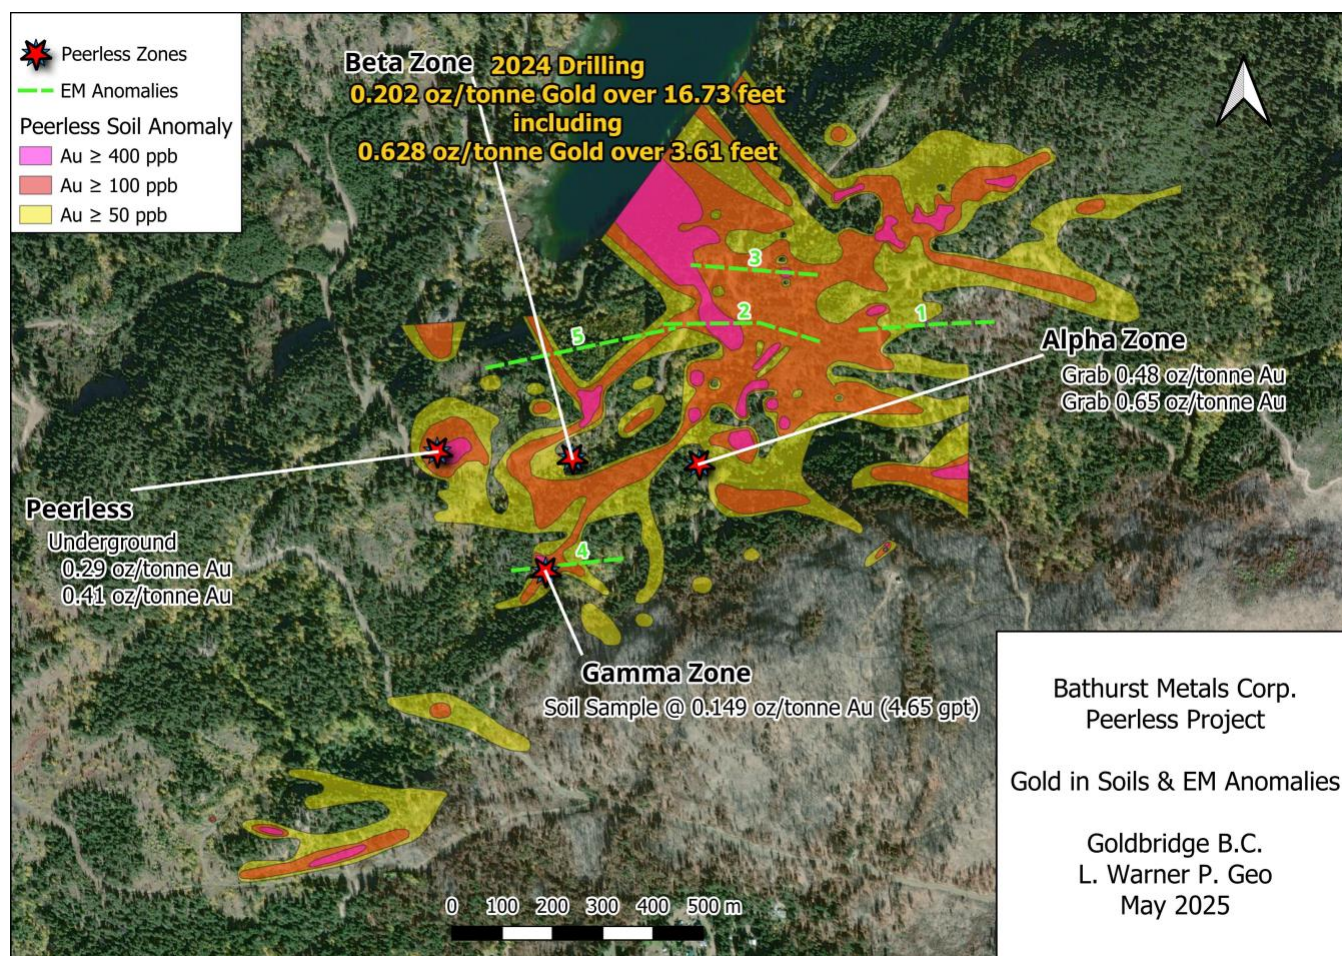 Peerless Zones
EM Anomalies
Peerless Soil Anomaly
Au ≥ 400 ppb
Au ≥ 100 ppb
Au ≥ 50 ppb
Beta Zone
2024 Drilling
0.202 oz/tonne Gold over 16.73 feet
including
0.628 oz/tonne Gold over 3.61 feet
3
2
1
5
Alpha Zone
Grab 0.48 oz/tonne Au
Grab 0.65 oz/tonne Au
Peerless
Underground
0.29 oz/tonne Au
0.41 oz/tonne Au
4
Gamma Zone
Soil Sample @ 0.149 oz/tonne Au (4.65 gpt)
0 100 200 300 400 500 m
Bathurst Metals Corp.
Peerless Project
Gold in Soils & EM Anomalies
Goldbridge B.C.
L. Warner P. Geo
May 2025